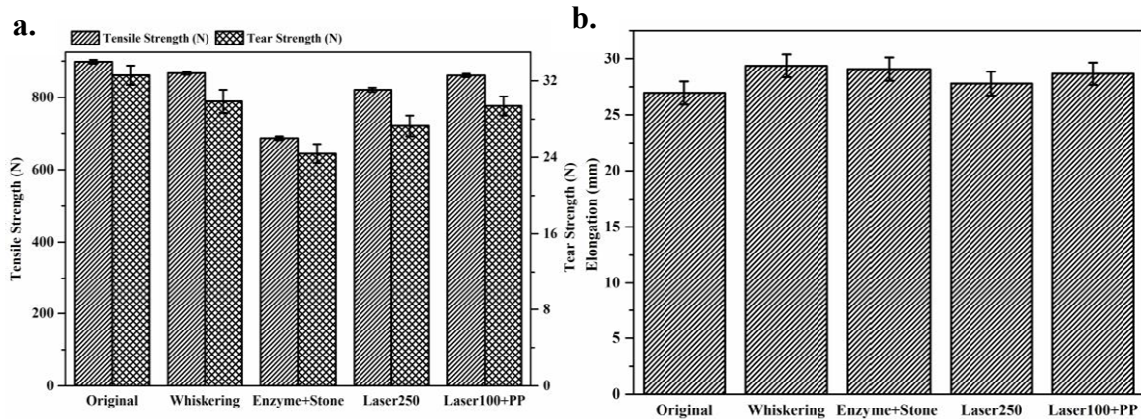 a.
Tensile Strength (N)
Tear Strength (N)
Tensile Strength (N)
800
600
400
200
0
32
24
16
8
0
Tear Strength (N)
Original
Whiskering
Enzyme+Stone
Laser250
Laser100+PP
b.
Elongation (mm)
30
25
20
15
10
5
0
Original
Whiskering
Enzyme+Stone
Laser250
Laser100+PP